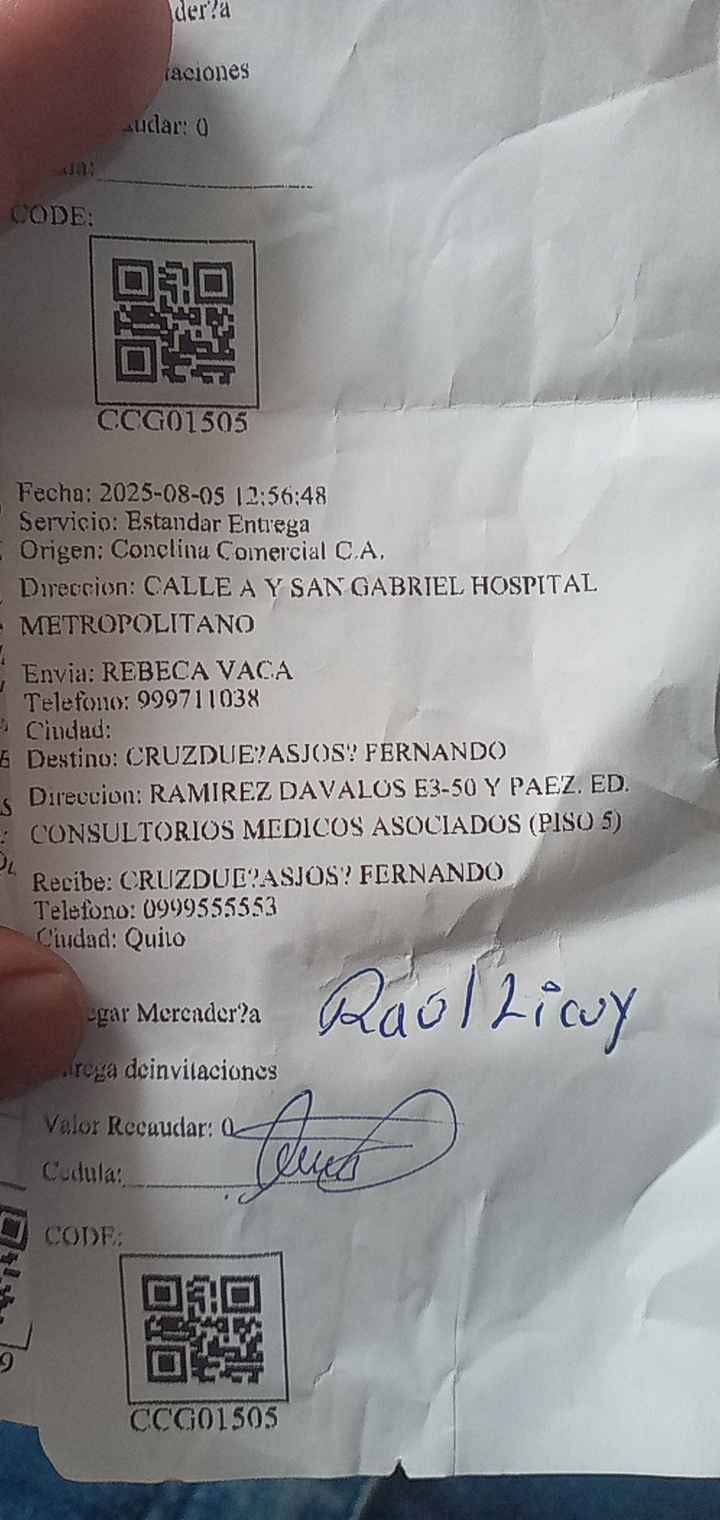 der?a
aciones
udar: 0
CODE:
CCG01505
Fecha: 2025-08-05 12:56:48
Servicio: Estandar Entrega
Origen: Conclina Comercial C.A.
Direccion: CALLE A Y SAN GABRIEL HOSPITAL
METROPOLITANO
Envia: REBECA VACA
Telefono: 999711038
Ciudad:
Destino: CRUZDUE?ASJOS? FERNANDO
Direccion: RAMIREZ DAVALOS E3-50 Y PAEZ. ED.
CONSULTORIOS MEDICOS ASOCIADOS (PISO 5)
Recibe: CRUZDUE?ASJOS? FERNANDO
Telefono: 0999555553
Ciudad: Quito
egar Mercader?a Raul
trega deinvitaciones
Valor Recaudar: 0
Cedula:
CODE:
CCG01505
9